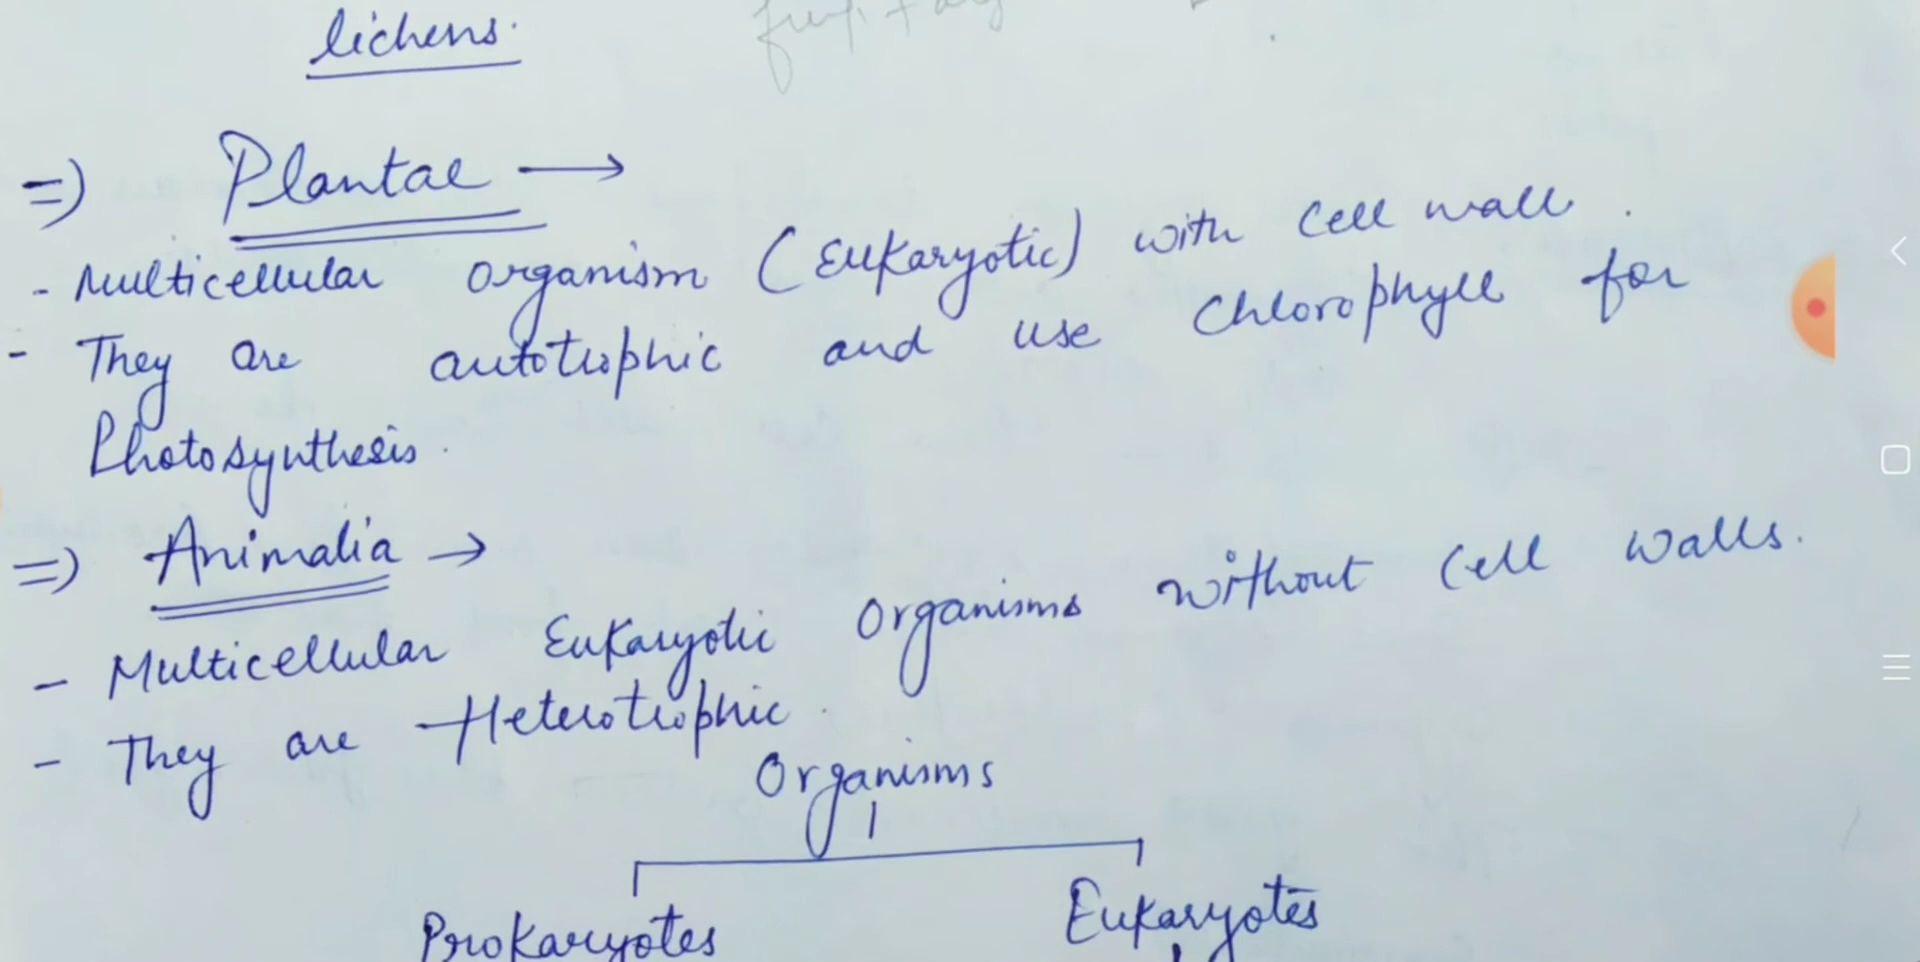 lichens.
=) Plantae →
- Multicellular organism (Eukaryotic) with cell wall.
- They are autotrophic and use Chlorophyll for
Photosynthesis.
=) Animalia →
- Multicellular Eukaryotic organisms without cell walls.
- They are Heterotrophic.
Organisms
Prokaryotes Eukaryotes